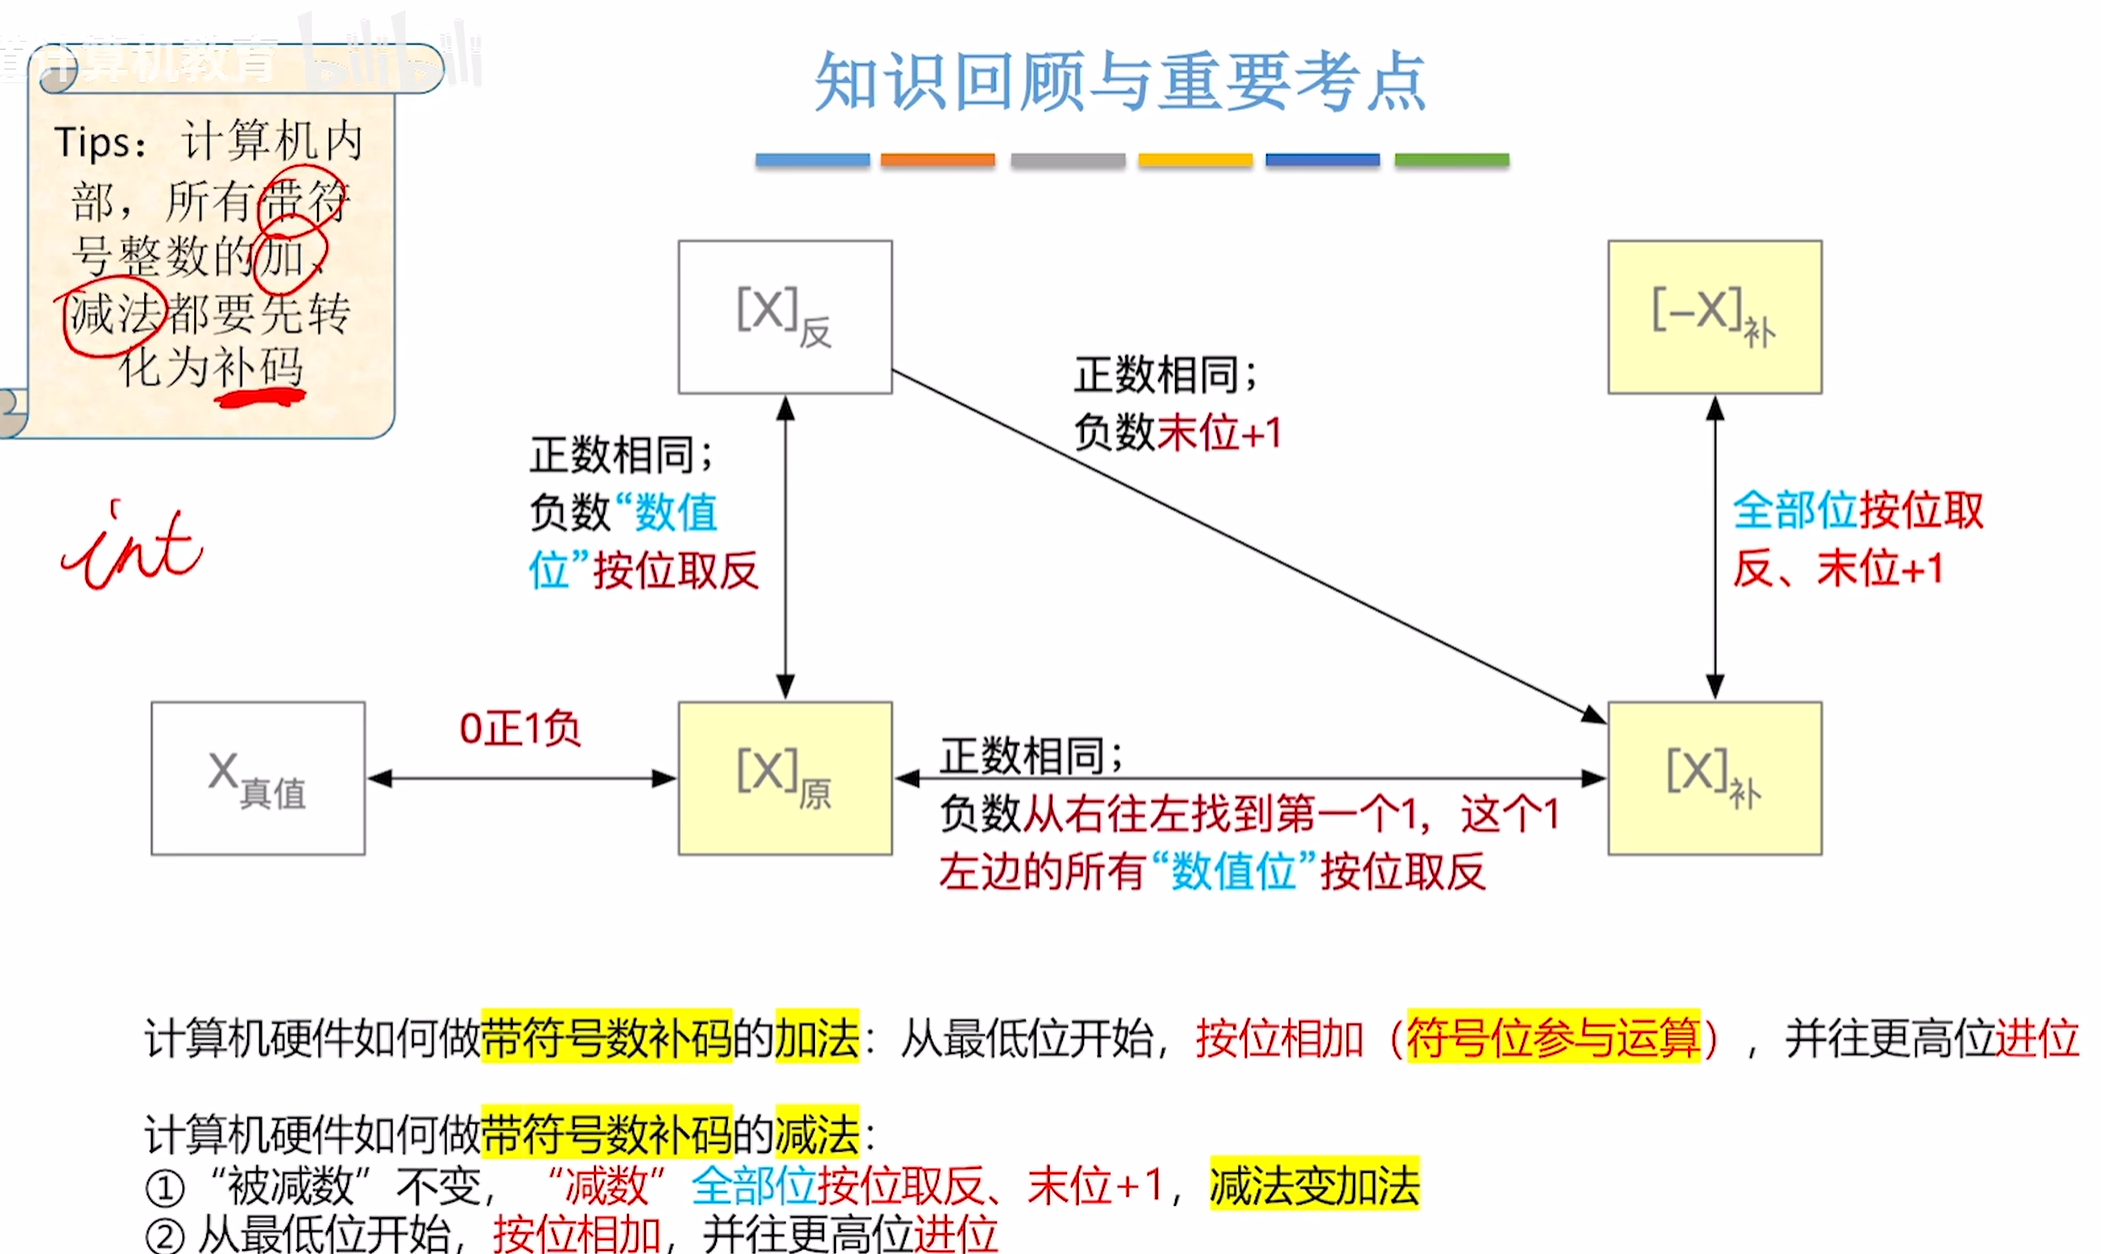 道计算机教育 bilibili
知识回顾与重要考点
Tips：计算机内
部，所有带符
号整数的加、
减法都要先转
化为补码
int
[X]反
[−X]补
正数相同；
负数末位+1
正数相同；
负数“数值
位”按位取反
全部位按位取
反、末位+1
X真值
0正1负
[X]原
正数相同；
负数从右往左找到第一个1，这个1
左边的所有“数值位”按位取反
[X]补
计算机硬件如何做带符号数补码的加法：从最低位开始，按位相加（符号位参与运算），并往更高位进位
计算机硬件如何做带符号数补码的减法：
①“被减数”不变，“减数”全部位按位取反、末位+1，减法变加法
②从最低位开始，按位相加，并往更高位进位